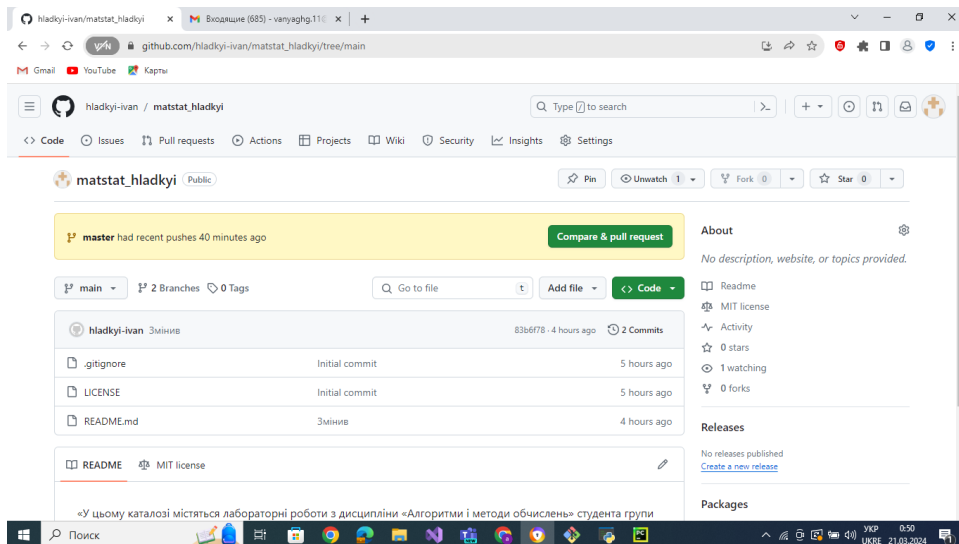 hladkyi-ivan/matstat_hladkyi
Входящие (685) - vanyaghg.11
VPN
github.com/hladkyi-ivan/matstat_hladkyi/tree/main
Gmail YouTube Карты
hladkyi-ivan / matstat_hladkyi
Type / to search
Code Issues Pull requests Actions Projects Wiki Security Insights Settings
matstat_hladkyi Public
Pin Unwatch 1 Fork 0 Star 0
master had recent pushes 40 minutes ago
Compare & pull request
About
No description, website, or topics provided.
main 2 Branches 0 Tags
Go to file t
Add file
Code
Readme
MIT license
Activity
0 stars
1 watching
0 forks
hladkyi-ivan Змінив 83b6f78 · 4 hours ago 2 Commits
.gitignore Initial commit 5 hours ago
LICENSE Initial commit 5 hours ago
README.md Змінив 4 hours ago
Releases
No releases published
Create a new release
README MIT license
Packages
«У цьому каталозі містяться лабораторні роботи з дисципліни «Алгоритми і методи обчислень» студента групи
Поиск
УКР 0:50
UKRE 21.03.2024